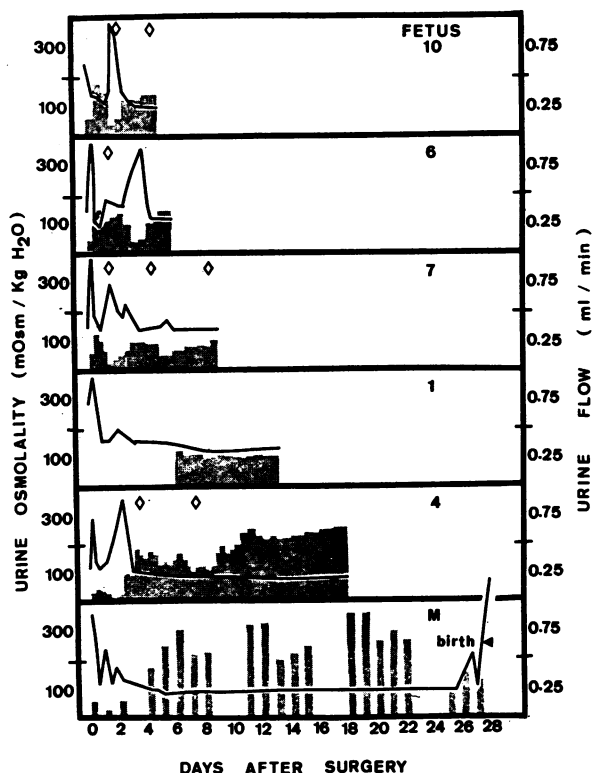 FETUS
300 10 0.75
100 0.25
300 6 0.75
100 0.25
300 7 0.75
100 0.25
300 1 0.75
100 0.25
300 4 0.75
100 0.25
300 M 0.75
birth
100 0.25
0 2 4 6 8 10 12 14 16 18 20 22 24 26 28
DAYS AFTER SURGERY
URINE OSMOLALITY (mOsm / Kg H2O)
URINE FLOW (ml / min)